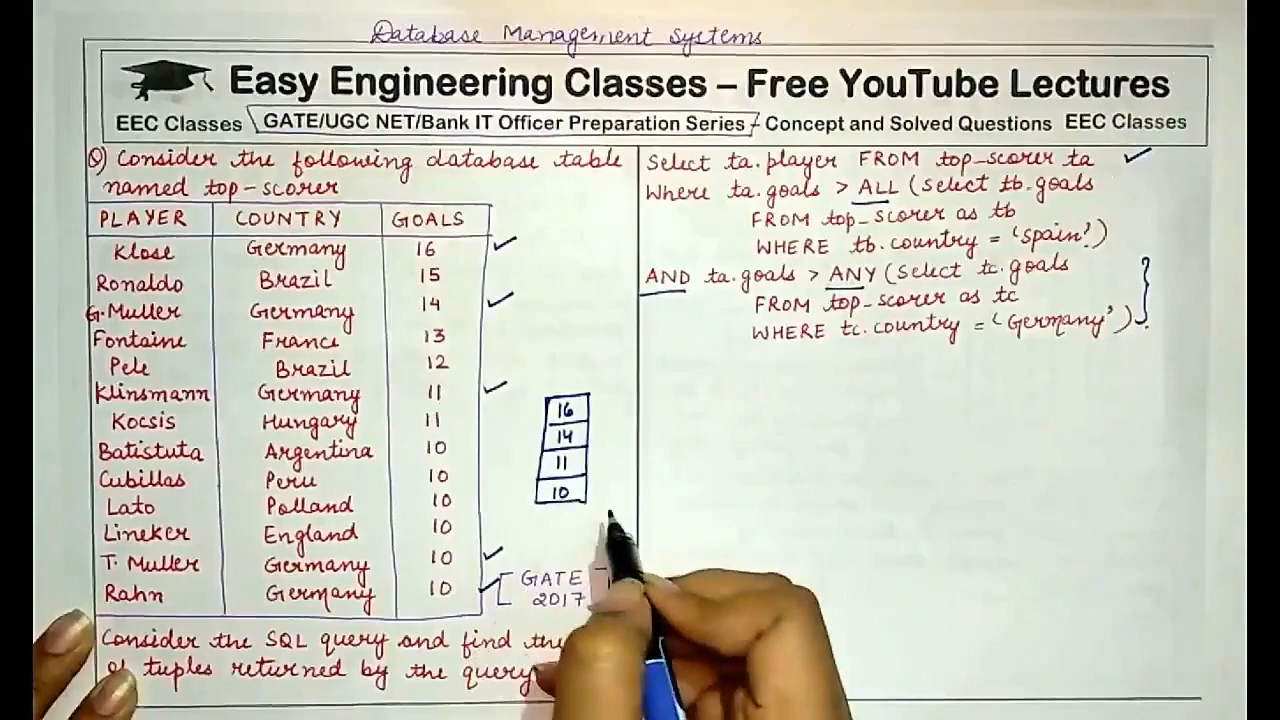 Database Management Systems
Easy Engineering Classes – Free YouTube Lectures
EEC Classes GATE/UGC NET/Bank IT Officer Preparation Series – Concept and Solved Questions EEC Classes
Q) Consider the following database table
named top-scorer
PLAYER COUNTRY GOALS
Klose Germany 16
Ronaldo Brazil 15
G. Muller Germany 14
Fontaine France 13
Pele Brazil 12
Klinsmann Germany 11
Kocsis Hungary 11
Batistuta Argentina 10
Cubillas Peru 10
Lato Polland 10
Lineker England 10
T. Muller Germany 10
Rahn Germany 10
GATE
2017
Consider the SQL query and find the
of tuples returned by the query
16
14
11
10
Select ta.player FROM top-scorer ta
Where ta.goals > ALL (Select tb.goals
FROM top-scorer as tb
WHERE tb.country = 'Spain')
AND ta.goals > ANY (Select tc.goals
FROM top-scorer as tc
WHERE tc.country = 'Germany')